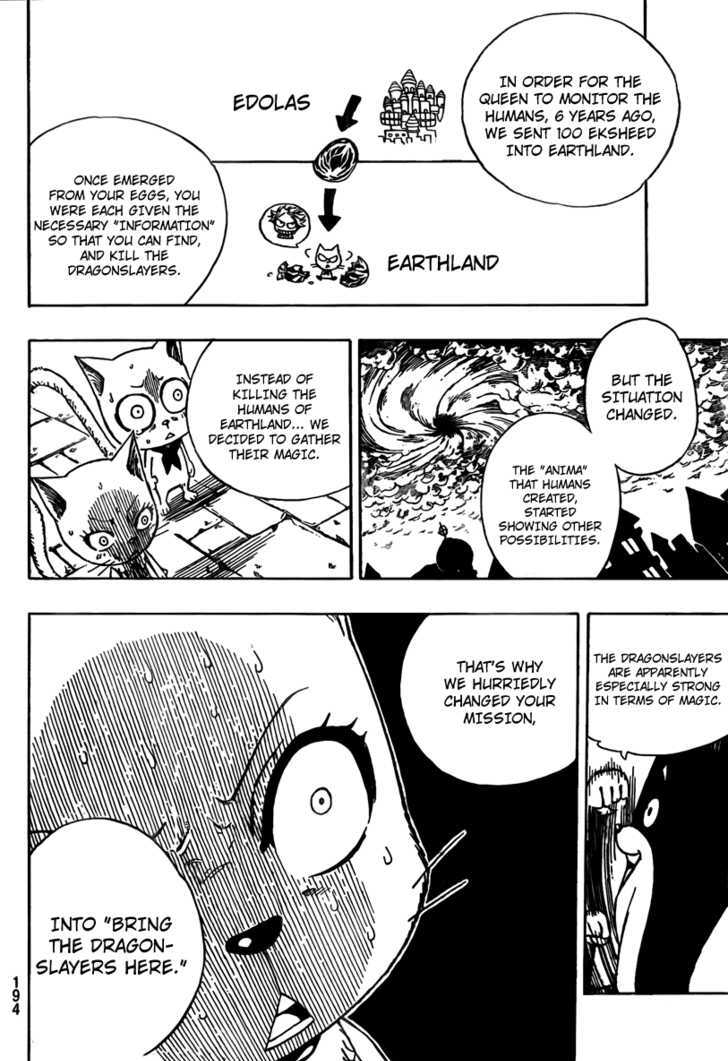 IN ORDER FOR THE
QUEEN TO MONITOR THE
HUMANS, 6 YEARS AGO,
WE SENT 100 EKSHEED
INTO EARTHLAND.
EDOLAS
EARTHLAND
ONCE EMERGED
FROM YOUR EGGS, YOU
WERE EACH GIVEN THE
NECESSARY "INFORMATION"
SO THAT YOU CAN FIND,
AND KILL THE
DRAGONSLAYERS.
BUT THE
SITUATION
CHANGED.
THE "ANIMA"
THAT HUMANS
CREATED,
STARTED
SHOWING OTHER
POSSIBILITIES.
INSTEAD OF
KILLING THE
HUMANS OF
EARTHLAND... WE
DECIDED TO GATHER
THEIR MAGIC.
THE DRAGONSLAYERS
ARE APPARENTLY
ESPECIALLY STRONG
IN TERMS OF MAGIC.
THAT'S WHY
WE HURRIEDLY
CHANGED YOUR
MISSION,
INTO "BRING
THE DRAGON-
SLAYERS HERE."
194